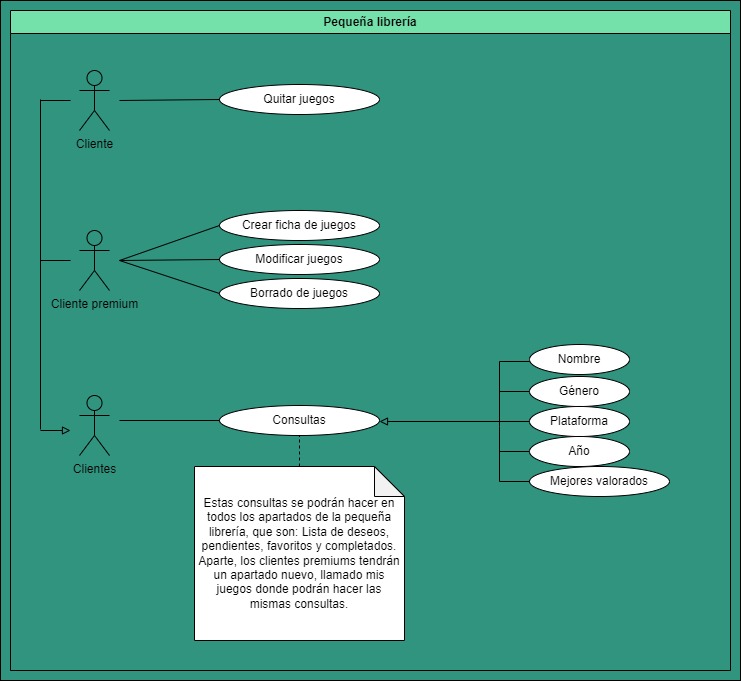 Pequeña librería
Cliente
Quitar juegos
Cliente premium
Crear ficha de juegos
Modificar juegos
Borrado de juegos
Clientes
Consultas
Nombre
Género
Plataforma
Año
Mejores valorados
Estas consultas se podrán hacer en
todos los apartados de la pequeña
librería, que son: Lista de deseos,
pendientes, favoritos y completados.
Aparte, los clientes premiums tendrán
un apartado nuevo, llamado mis
juegos donde podrán hacer las
mismas consultas.